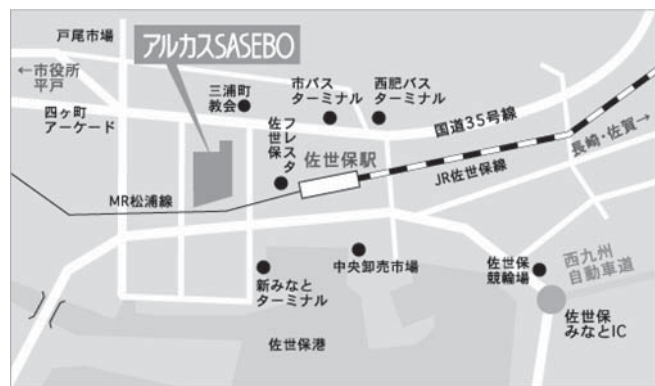 戸尾市場
アルカスSASEBO
←市役所
平戸
三浦町
教会
市バス
ターミナル
西肥バス
ターミナル
四ヶ町
アーケード
国道35号線
フレスタ
佐世保
佐世保駅
長崎・佐賀→
JR佐世保線
MR松浦線
中央卸売市場
佐世保
競輪場
西九州
自動車道
新みなと
ターミナル
佐世保
みなとIC
佐世保港